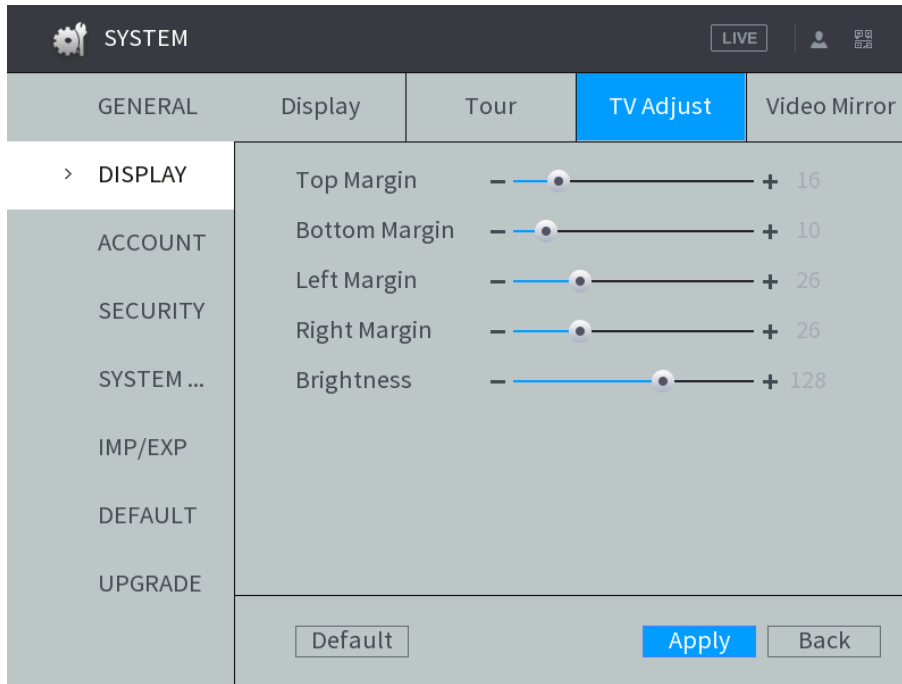 SYSTEM LIVE
GENERAL Display Tour TV Adjust Video Mirror
> DISPLAY Top Margin - + 16
Bottom Margin - + 10
ACCOUNT
Left Margin - + 26
SECURITY
Right Margin - + 26
SYSTEM ... Brightness - + 128
IMP/EXP
DEFAULT
UPGRADE
Default Apply Back